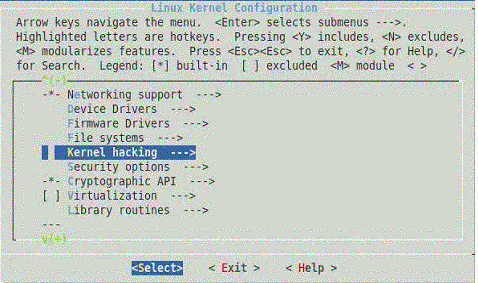 Linux Kernel Configuration
Arrow keys navigate the menu. <Enter> selects submenus --->.
Highlighted letters are hotkeys. Pressing <Y> includes, <N> excludes,
<M> modularizes features. Press <Esc><Esc> to exit, <?> for Help, </>
for Search. Legend: [*] built-in [ ] excluded <M> module < >
^(-)
-*- Networking support --->
Device Drivers --->
Firmware Drivers --->
File systems --->
Kernel hacking --->
Security options --->
-*- Cryptographic API --->
[ ] Virtualization --->
Library routines --->
---
v(+)
<Select> < Exit > < Help >